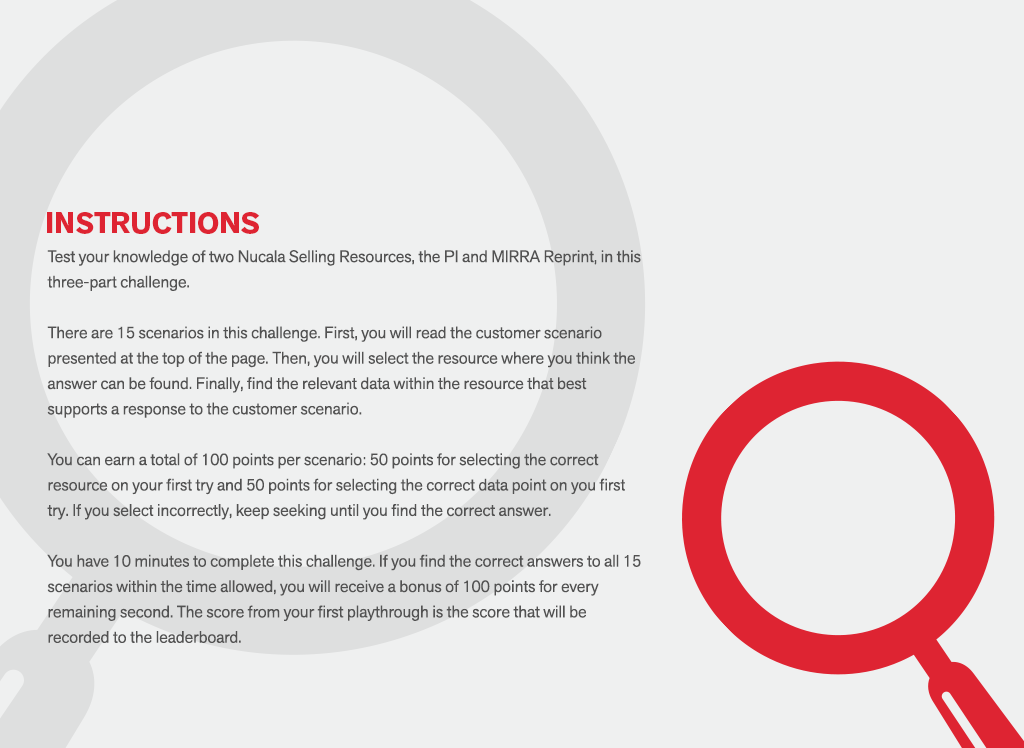 INSTRUCTIONS
Test your knowledge of two Nucala Selling Resources, the PI and MIRRA Reprint, in this
three-part challenge.
There are 15 scenarios in this challenge. First, you will read the customer scenario
presented at the top of the page. Then, you will select the resource where you think the
answer can be found. Finally, find the relevant data within the resource that best
supports a response to the customer scenario.
You can earn a total of 100 points per scenario: 50 points for selecting the correct
resource on your first try and 50 points for selecting the correct data point on you first
try. If you select incorrectly, keep seeking until you find the correct answer.
You have 10 minutes to complete this challenge. If you find the correct answers to all 15
scenarios within the time allowed, you will receive a bonus of 100 points for every
remaining second. The score from your first playthrough is the score that will be
recorded to the leaderboard.